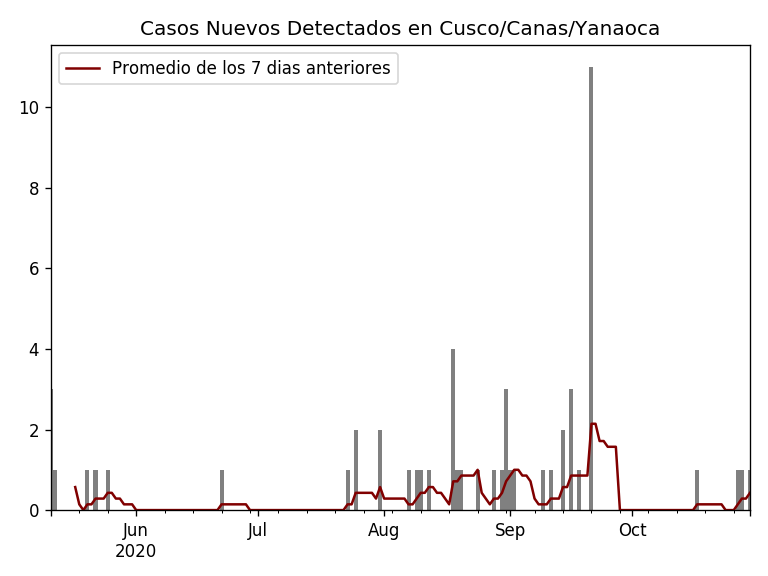 Casos Nuevos Detectados en Cusco/Canas/Yanaoca
Promedio de los 7 dias anteriores
10
8
6
4
2
0
Jun Jul Aug Sep Oct
2020